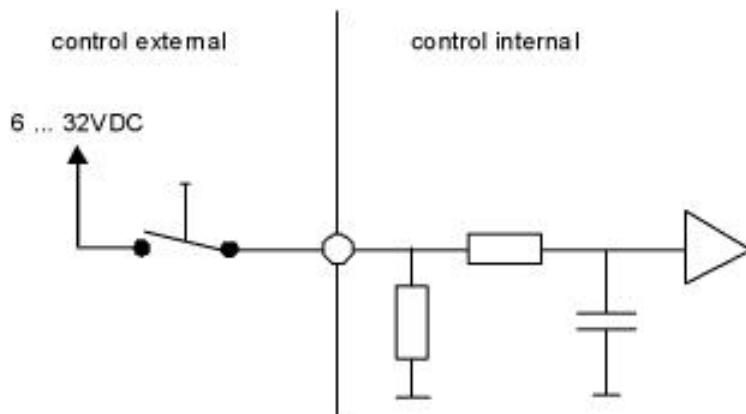 control external
control internal
6 ... 32VDC